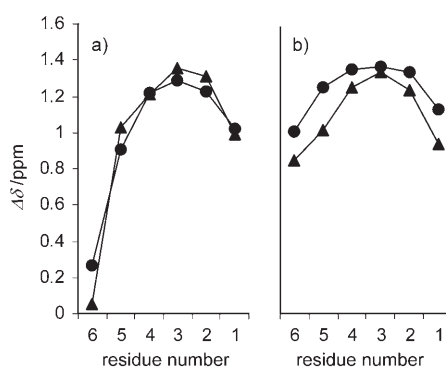 1.6
a)
b)
1.4
1.2
1
0.8
0.6
0.4
0.2
0
Δδ/ppm
6 5 4 3 2 1
6 5 4 3 2 1
residue number
residue number